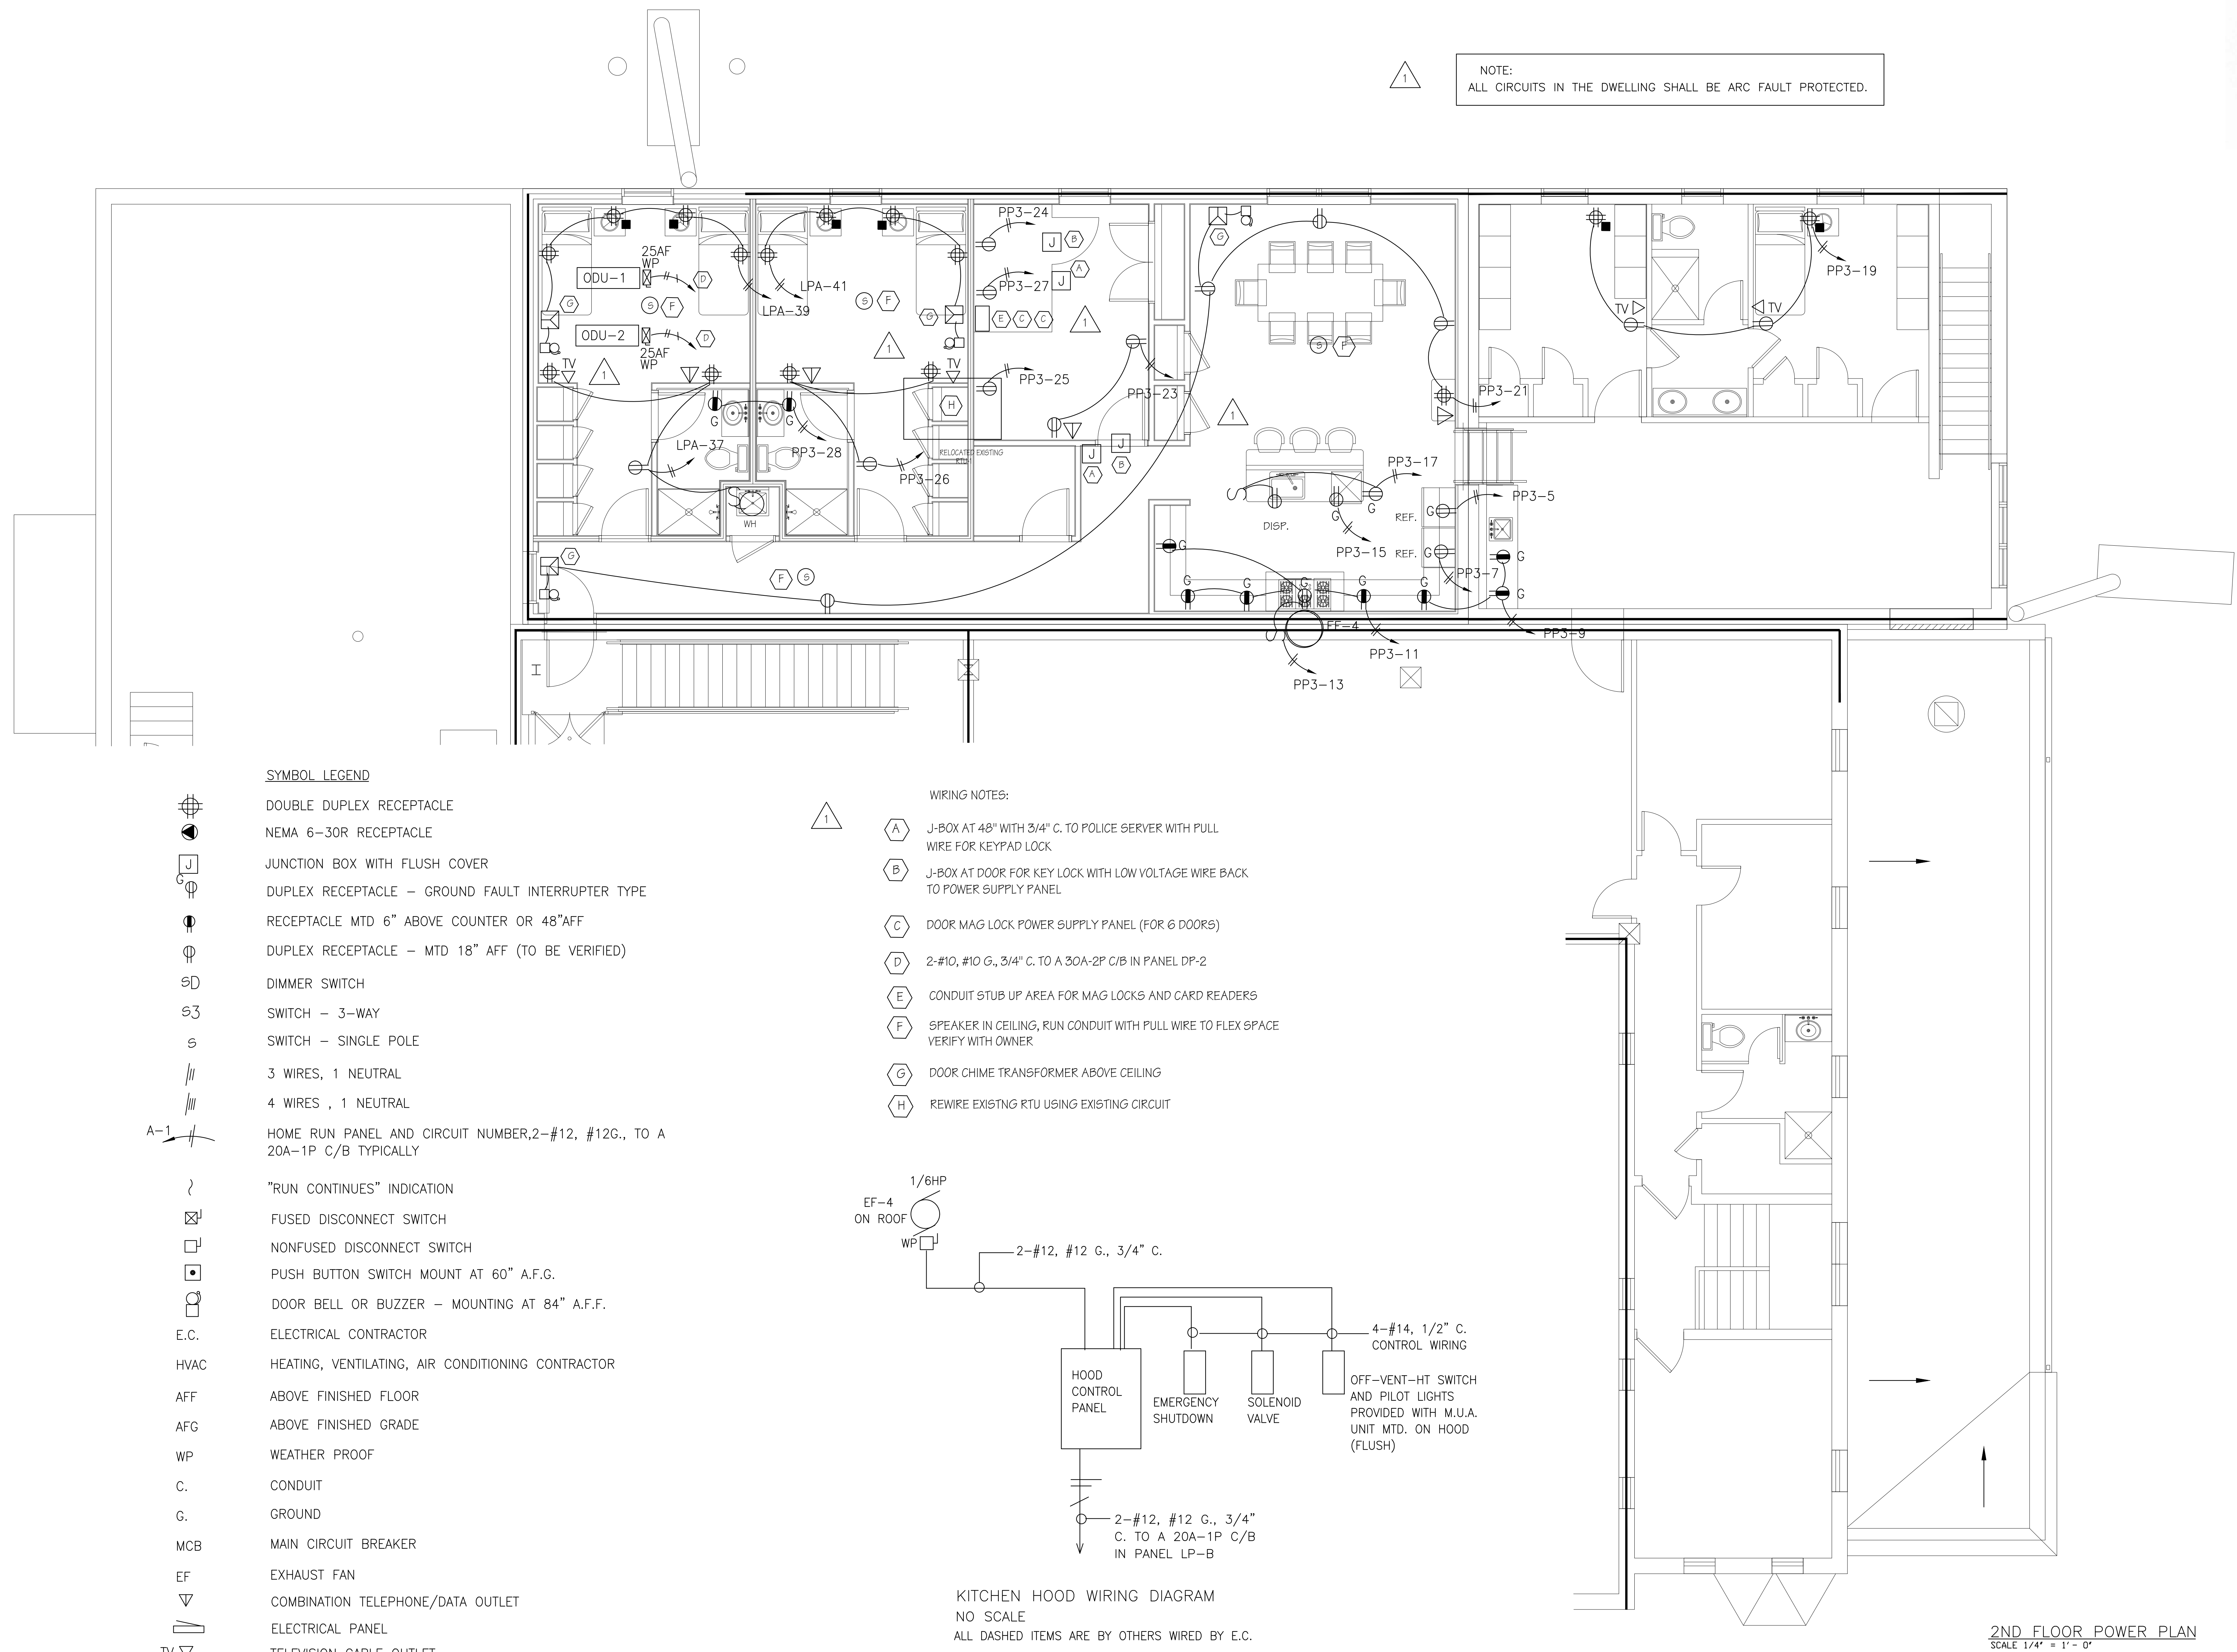 1
NOTE:
ALL CIRCUITS IN THE DWELLING SHALL BE ARC FAULT PROTECTED.
PP3-24
J
B
G
A
25AF
WP
ODU-1
D
J
PP3-27
PP3-19
LPA-41
G
S
F
LPA-39
S
F
G
E
C
C
1
TV
TV
ODU-2
D
25AF
WP
1
S
F
TV
1
TV
PP3-25
PP3-23
PP3-21
H
1
G
G
LPA-37
PP3-28
RELOCATED EXISTING
RTU-1
J
J
A
B
PP3-26
PP3-17
PP3-5
WH
DISP.
G
G
REF.
G
PP3-15
REF.
G
G
G
F
S
G
G
G
G
G
G
PP3-7
G
EF-4
PP3-9
PP3-11
PP3-13
SYMBOL LEGEND
DOUBLE DUPLEX RECEPTACLE
NEMA 6-30R RECEPTACLE
J
JUNCTION BOX WITH FLUSH COVER
G
DUPLEX RECEPTACLE - GROUND FAULT INTERRUPTER TYPE
RECEPTACLE MTD 6" ABOVE COUNTER OR 48"AFF
DUPLEX RECEPTACLE - MTD 18" AFF (TO BE VERIFIED)
SD
DIMMER SWITCH
S3
SWITCH - 3-WAY
S
SWITCH - SINGLE POLE
3 WIRES, 1 NEUTRAL
4 WIRES , 1 NEUTRAL
A-1
HOME RUN PANEL AND CIRCUIT NUMBER,2-#12, #12G., TO A
20A-1P C/B TYPICALLY
"RUN CONTINUES" INDICATION
FUSED DISCONNECT SWITCH
NONFUSED DISCONNECT SWITCH
PUSH BUTTON SWITCH MOUNT AT 60" A.F.G.
DOOR BELL OR BUZZER - MOUNTING AT 84" A.F.F.
E.C.
ELECTRICAL CONTRACTOR
HVAC
HEATING, VENTILATING, AIR CONDITIONING CONTRACTOR
AFF
ABOVE FINISHED FLOOR
AFG
ABOVE FINISHED GRADE
WP
WEATHER PROOF
C.
CONDUIT
G.
GROUND
MCB
MAIN CIRCUIT BREAKER
EF
EXHAUST FAN
COMBINATION TELEPHONE/DATA OUTLET
ELECTRICAL PANEL
TV
TELEVISION CABLE OUTLET
1
WIRING NOTES:
A
J-BOX AT 48" WITH 3/4" C. TO POLICE SERVER WITH PULL
WIRE FOR KEYPAD LOCK
B
J-BOX AT DOOR FOR KEY LOCK WITH LOW VOLTAGE WIRE BACK
TO POWER SUPPLY PANEL
C
DOOR MAG LOCK POWER SUPPLY PANEL (FOR 6 DOORS)
D
2-#10, #10 G., 3/4" C. TO A 30A-2P C/B IN PANEL DP-2
E
CONDUIT STUB UP AREA FOR MAG LOCKS AND CARD READERS
F
SPEAKER IN CEILING, RUN CONDUIT WITH PULL WIRE TO FLEX SPACE
VERIFY WITH OWNER
G
DOOR CHIME TRANSFORMER ABOVE CEILING
H
REWIRE EXISTNG RTU USING EXISTING CIRCUIT
1/6HP
EF-4
ON ROOF
WP
2-#12, #12 G., 3/4" C.
4-#14, 1/2" C.
CONTROL WIRING
HOOD
CONTROL
PANEL
EMERGENCY
SHUTDOWN
SOLENOID
VALVE
OFF-VENT-HT SWITCH
AND PILOT LIGHTS
PROVIDED WITH M.U.A.
UNIT MTD. ON HOOD
(FLUSH)
2-#12, #12 G., 3/4"
C. TO A 20A-1P C/B
IN PANEL LP-B
KITCHEN HOOD WIRING DIAGRAM
NO SCALE
ALL DASHED ITEMS ARE BY OTHERS WIRED BY E.C.
2ND FLOOR POWER PLAN
SCALE 1/4" = 1'- 0"